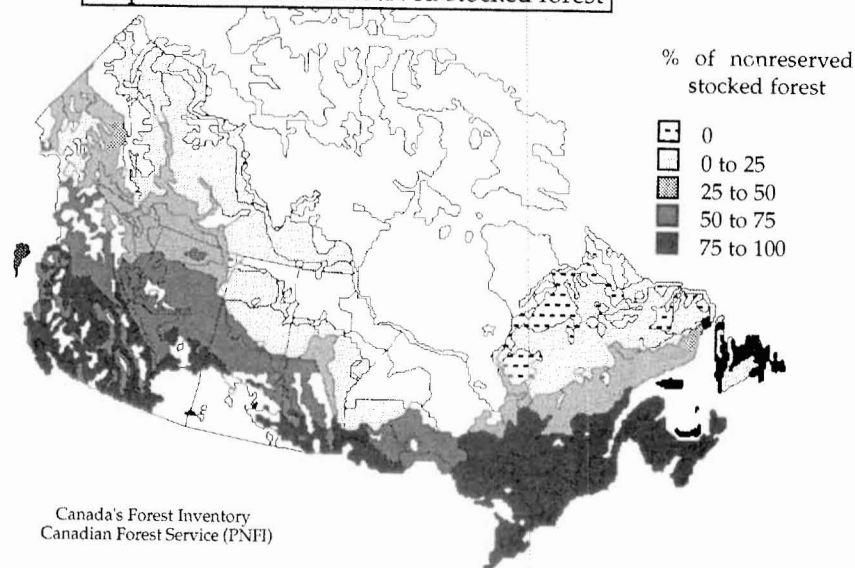 stocked forest
% of nonreserved
stocked forest
0
0 to 25
25 to 50
50 to 75
75 to 100
Canada's Forest Inventory
Canadian Forest Service (PNFI)